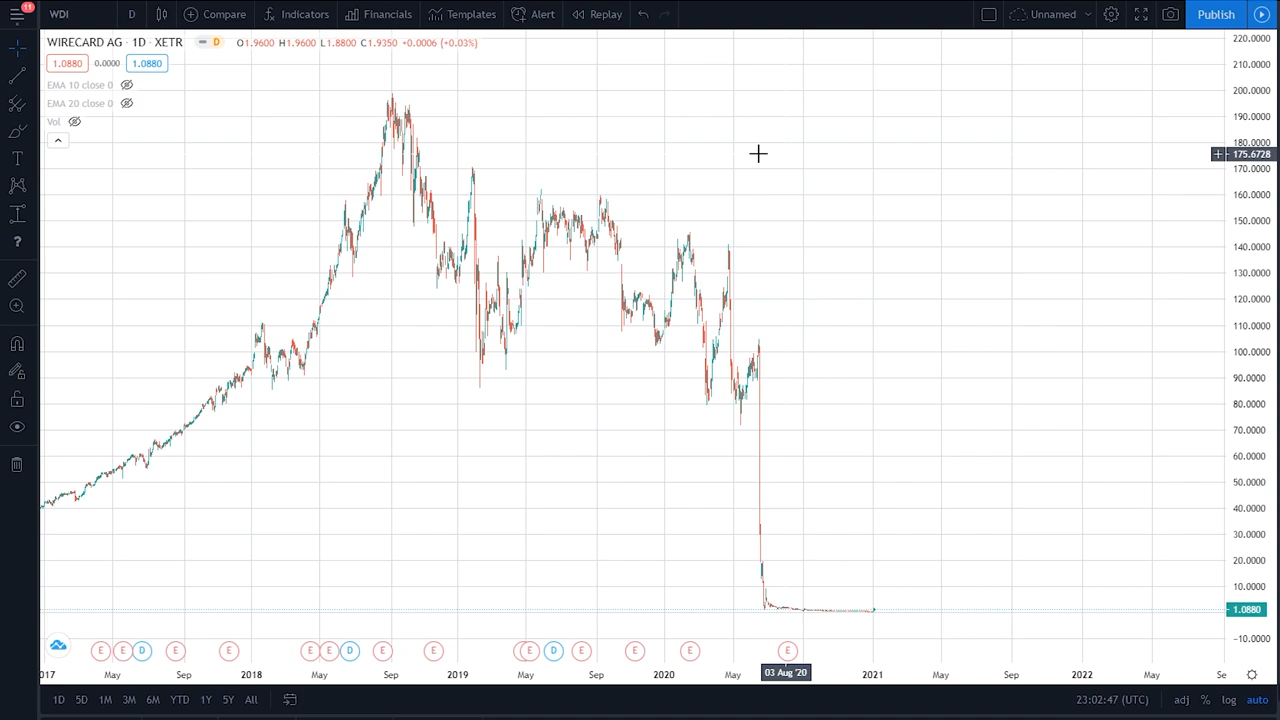 11
WDI D Compare Indicators Financials Templates Alert Replay Unnamed Publish
WIRECARD AG · 1D · XETR D O1.9600 H1.9600 L1.8800 C1.9350 +0.0006 (+0.03%)
1.0880 0.0000 1.0880
EMA 10 close 0
EMA 20 close 0
Vol
220.0000
210.0000
200.0000
190.0000
180.0000
175.6728
170.0000
160.0000
150.0000
140.0000
130.0000
120.0000
110.0000
100.0000
90.0000
80.0000
70.0000
60.0000
50.0000
40.0000
30.0000
20.0000
10.0000
1.0880
−10.0000
E E D E E E E D E E E E D E E E E
2017 May Sep 2018 May Sep 2019 May Sep 2020 May 03 Aug '20 2021 May Sep 2022 May Se
1D 5D 1M 3M 6M YTD 1Y 5Y All 23:02:47 (UTC) adj % log auto